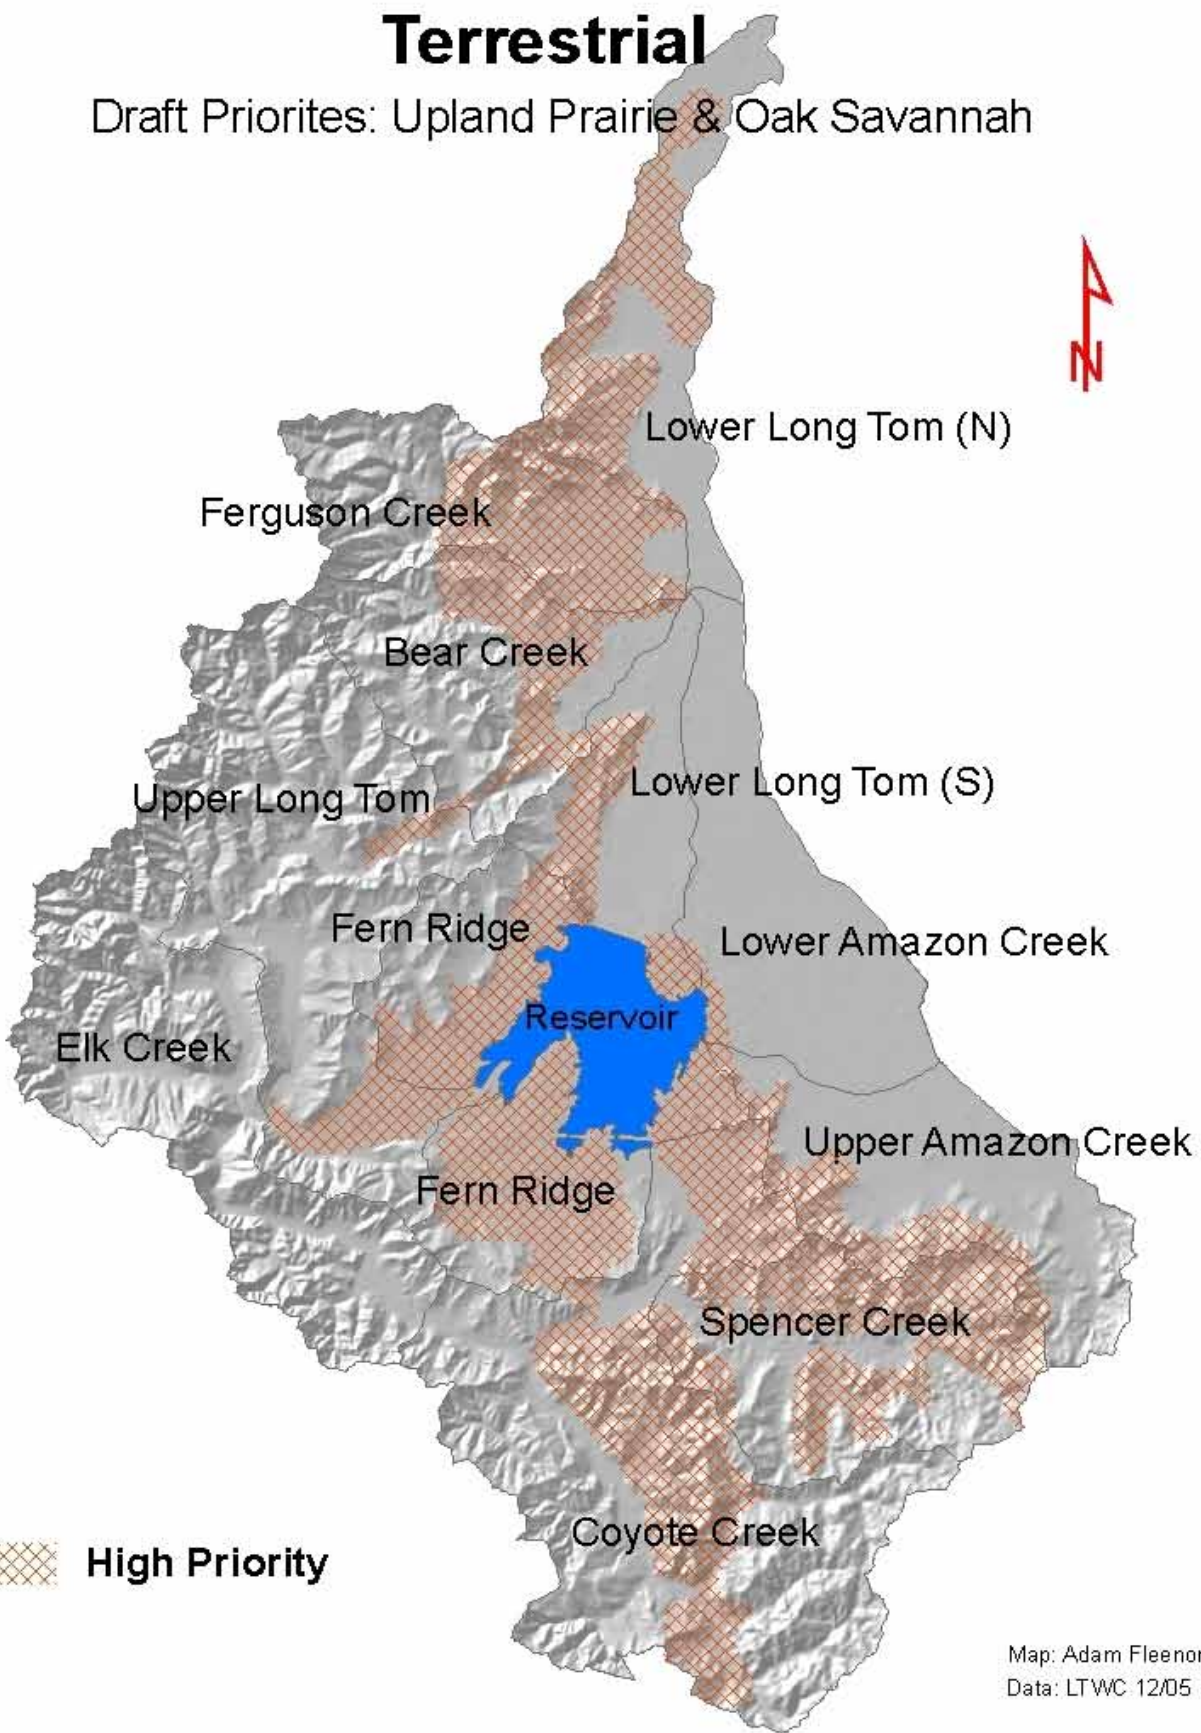 Terrestrial
Draft Priorites: Upland Prairie & Oak Savannah
N
Lower Long Tom (N)
Ferguson Creek
Bear Creek
Lower Long Tom (S)
Upper Long Tom
Fern Ridge
Lower Amazon Creek
Reservoir
Elk Creek
Upper Amazon Creek
Fern Ridge
Spencer Creek
Coyote Creek
High Priority
Map: Adam Fleenor
Data: LTWC 12/05